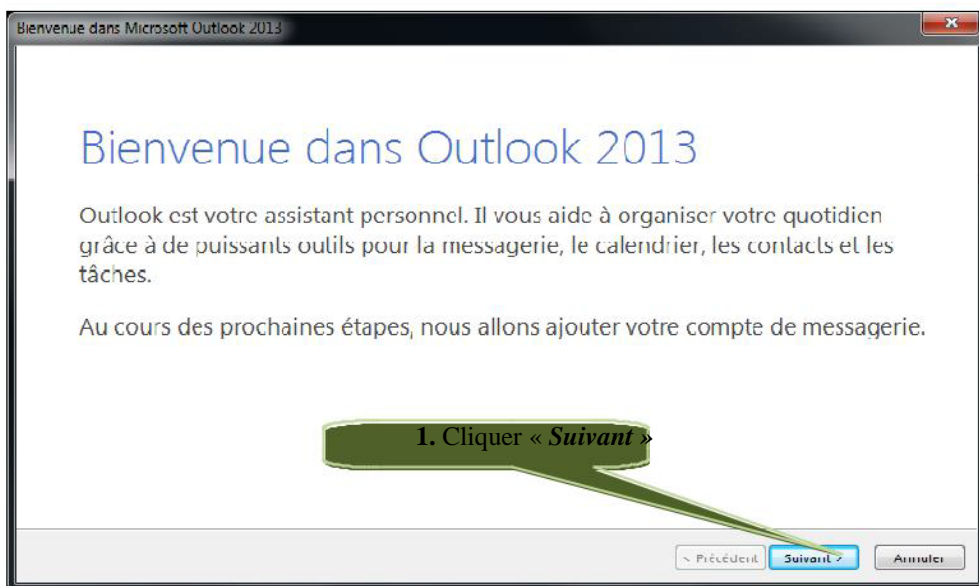 Bienvenue dans Microsoft Outlook 2013
Bienvenue dans Outlook 2013
Outlook est votre assistant personnel. Il vous aide à organiser votre quotidien
grâce à de puissants outils pour la messagerie, le calendrier, les contacts et les
tâches.
Au cours des prochaines étapes, nous allons ajouter votre compte de messagerie.
1. Cliquer « Suivant »
< Précédent Suivant > Annuler